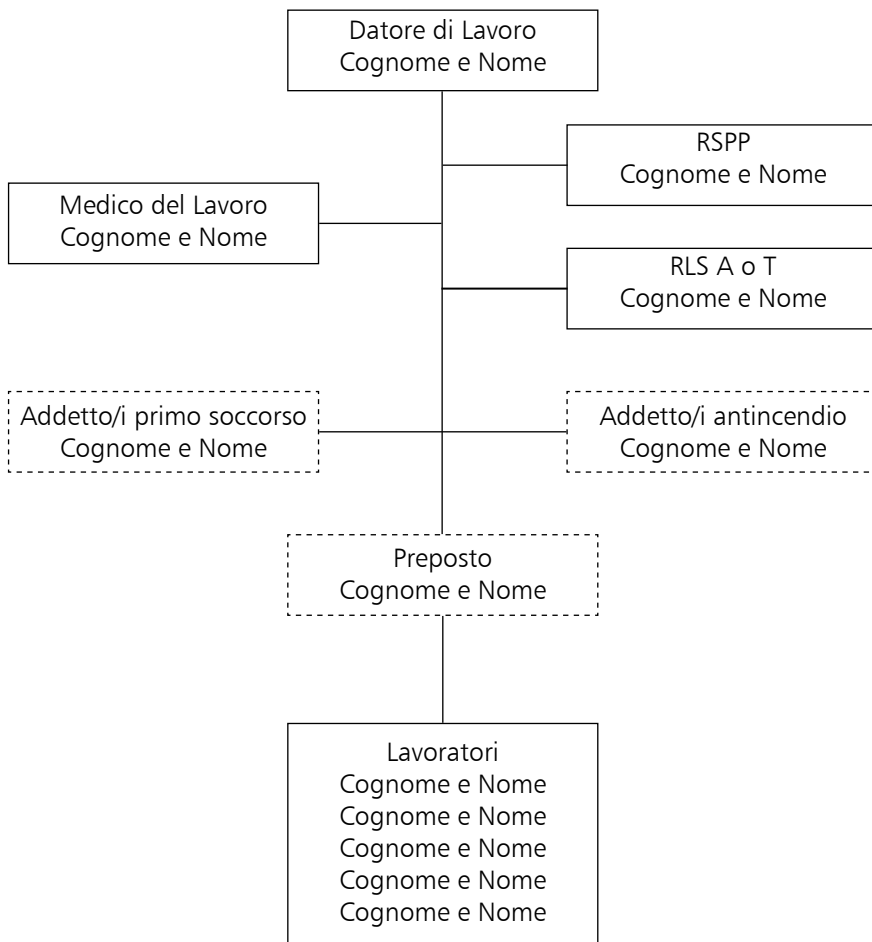 Datore di Lavoro
Cognome e Nome
RSPP
Cognome e Nome
Medico del Lavoro
Cognome e Nome
RLS A o T
Cognome e Nome
Addetto/i primo soccorso
Cognome e Nome
Addetto/i antincendio
Cognome e Nome
Preposto
Cognome e Nome
Lavoratori
Cognome e Nome
Cognome e Nome
Cognome e Nome
Cognome e Nome
Cognome e Nome